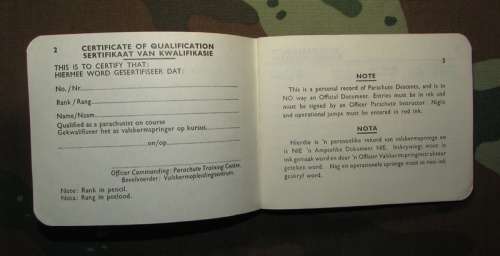 2
CERTIFICATE OF QUALIFICATION
SERTIFIKAAT VAN KWALIFIKASIE
THIS IS TO CERTIFY THAT:
HIERMEE WORD GESERTIFISEER DAT:
No./Nr.
Rank / Rang
Name/Naam
Qualified as a parachutist on course
Gekwalifiseer het as valskermspringer op kursus
on/op
Officer Commanding: Parachute Training Centre.
Bevelvoerder: Valskermopleidingsentrum.
Note: Rank in pencil.
Nota: Rang in potlood.
3
NOTE
This is a personal record of Parachute Descents, and is in
NO way an Official Document. Entries must be in ink and
must be signed by an Officer Parachute Instructor. Night
and operational jumps must be entered in red ink.
NOTA
Hierdie is 'n persoonlike rekord van valskermspronge en
is NIE 'n Amptelike Dokument NIE. Inskrywings moet in
ink gemaak word en deur 'n Offisier Valskerminstrukteur
geteken word. Nag en operasionele spronge moet in rooi ink
geskryf word.